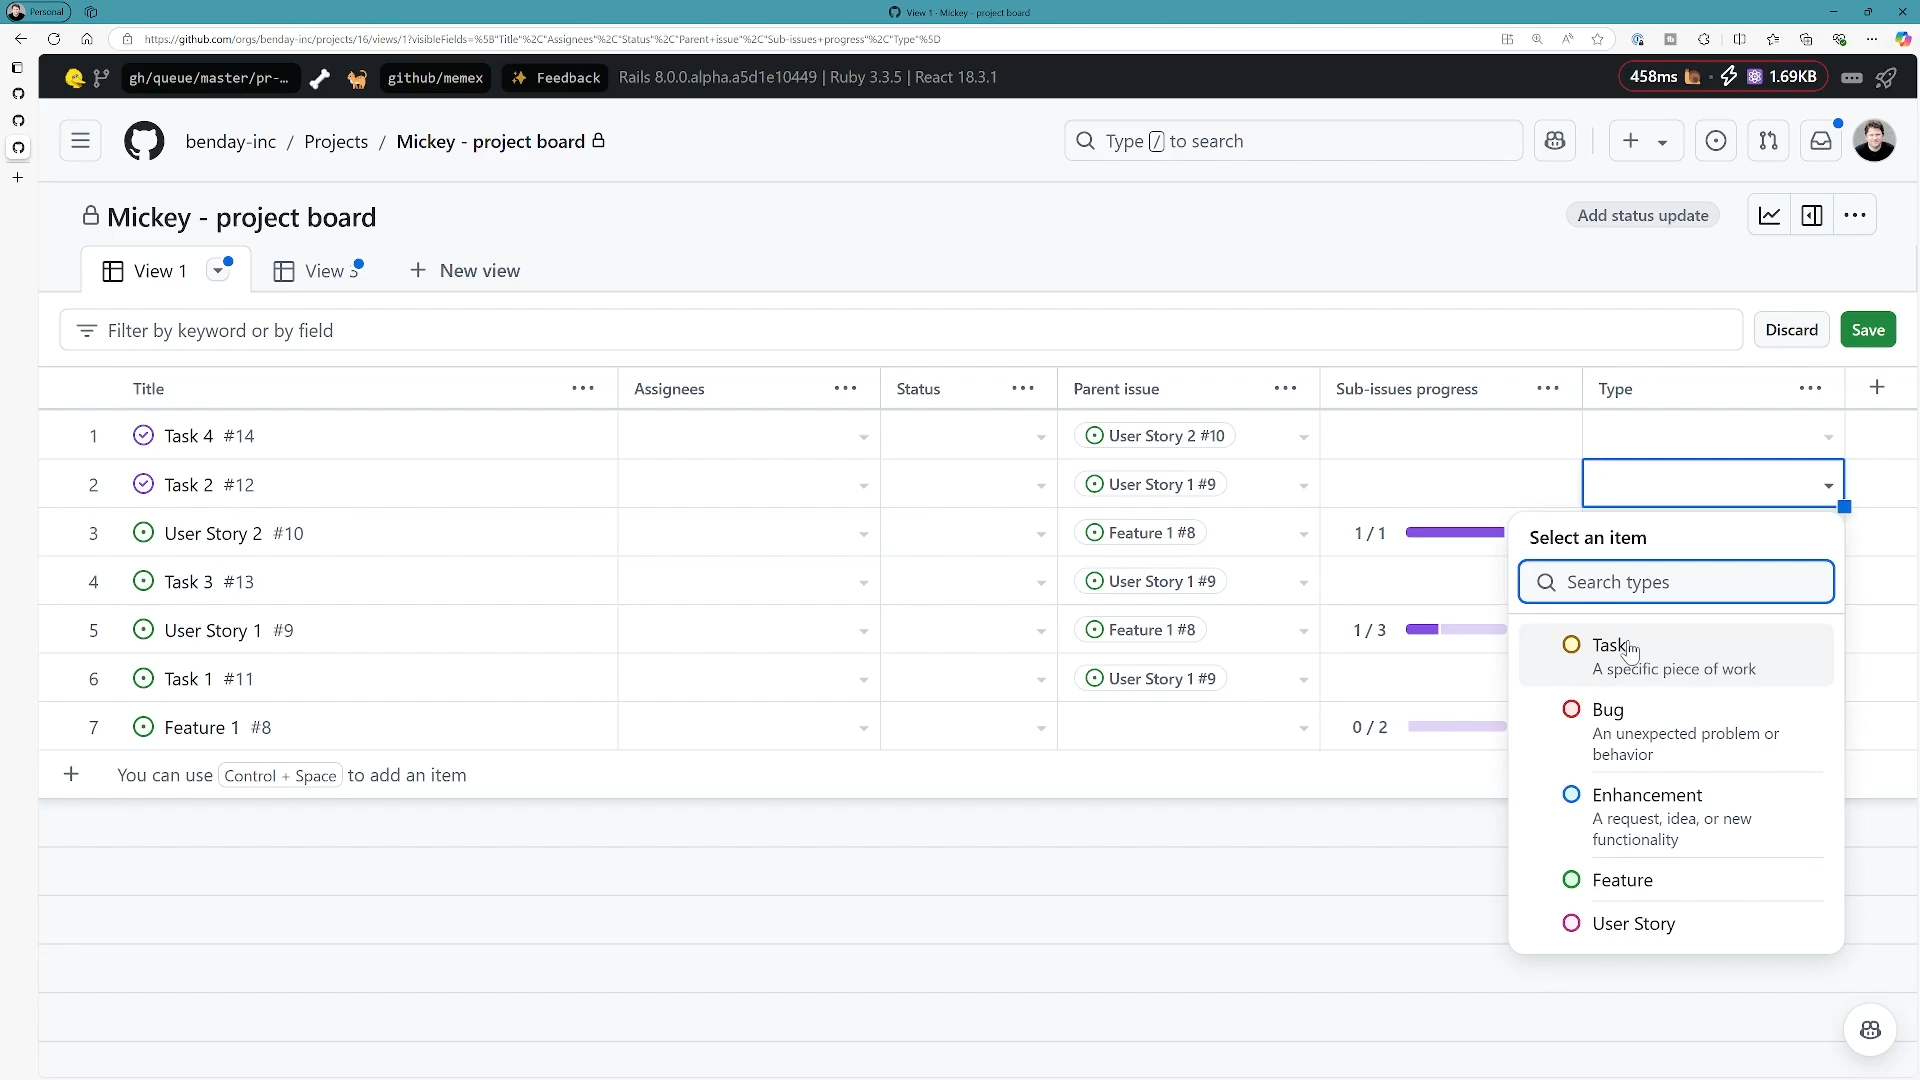 Personal
View 1 · Mickey - project board
https://github.com/orgs/benday-inc/projects/16/views/1?visibleFields=%5B"Title"%2C"Assignees"%2C"Status"%2C"Parent+issue"%2C"Sub-issues+progress"%2C"Type"%5D
gh/queue/master/pr-...
github/memex
Feedback
Rails 8.0.0.alpha.a5d1e10449 | Ruby 3.3.5 | React 18.3.1
458ms
1.69KB
benday-inc / Projects / Mickey - project board
Type / to search
Mickey - project board
Add status update
View 1
View
New view
Filter by keyword or by field
Discard
Save
Title Assignees Status Parent issue Sub-issues progress Type
1 Task 4 #14 User Story 2 #10
2 Task 2 #12 User Story 1 #9
3 User Story 2 #10 Feature 1 #8 1 / 1
4 Task 3 #13 User Story 1 #9
5 User Story 1 #9 Feature 1 #8 1 / 3
6 Task 1 #11 User Story 1 #9
7 Feature 1 #8 0 / 2
You can use Control + Space to add an item
Select an item
Search types
Task
A specific piece of work
Bug
An unexpected problem or
behavior
Enhancement
A request, idea, or new
functionality
Feature
User Story